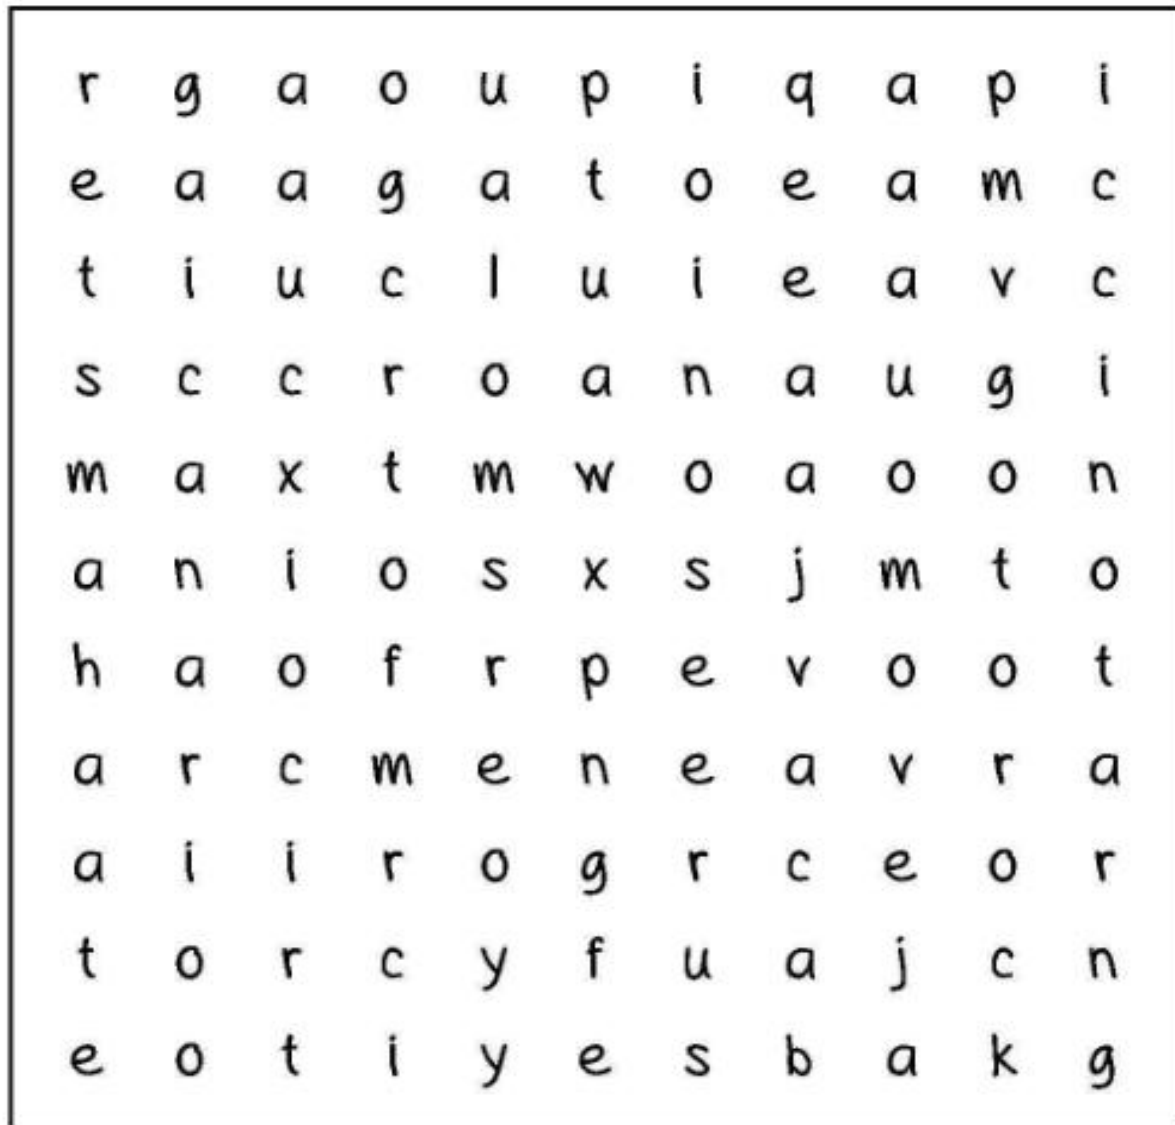 r g a o u p i q a p i
e a a g a t o e a m c
t i u c l u i e a v c
s c c r o a n a u g i
m a x t m w o a o o n
a n i o s x s j m t o
h a o f r p e v o o t
a r c m e n e a v r a
a i i r o g r c e o r
t o r c y f u a j c n
e o t i y e s b a k g